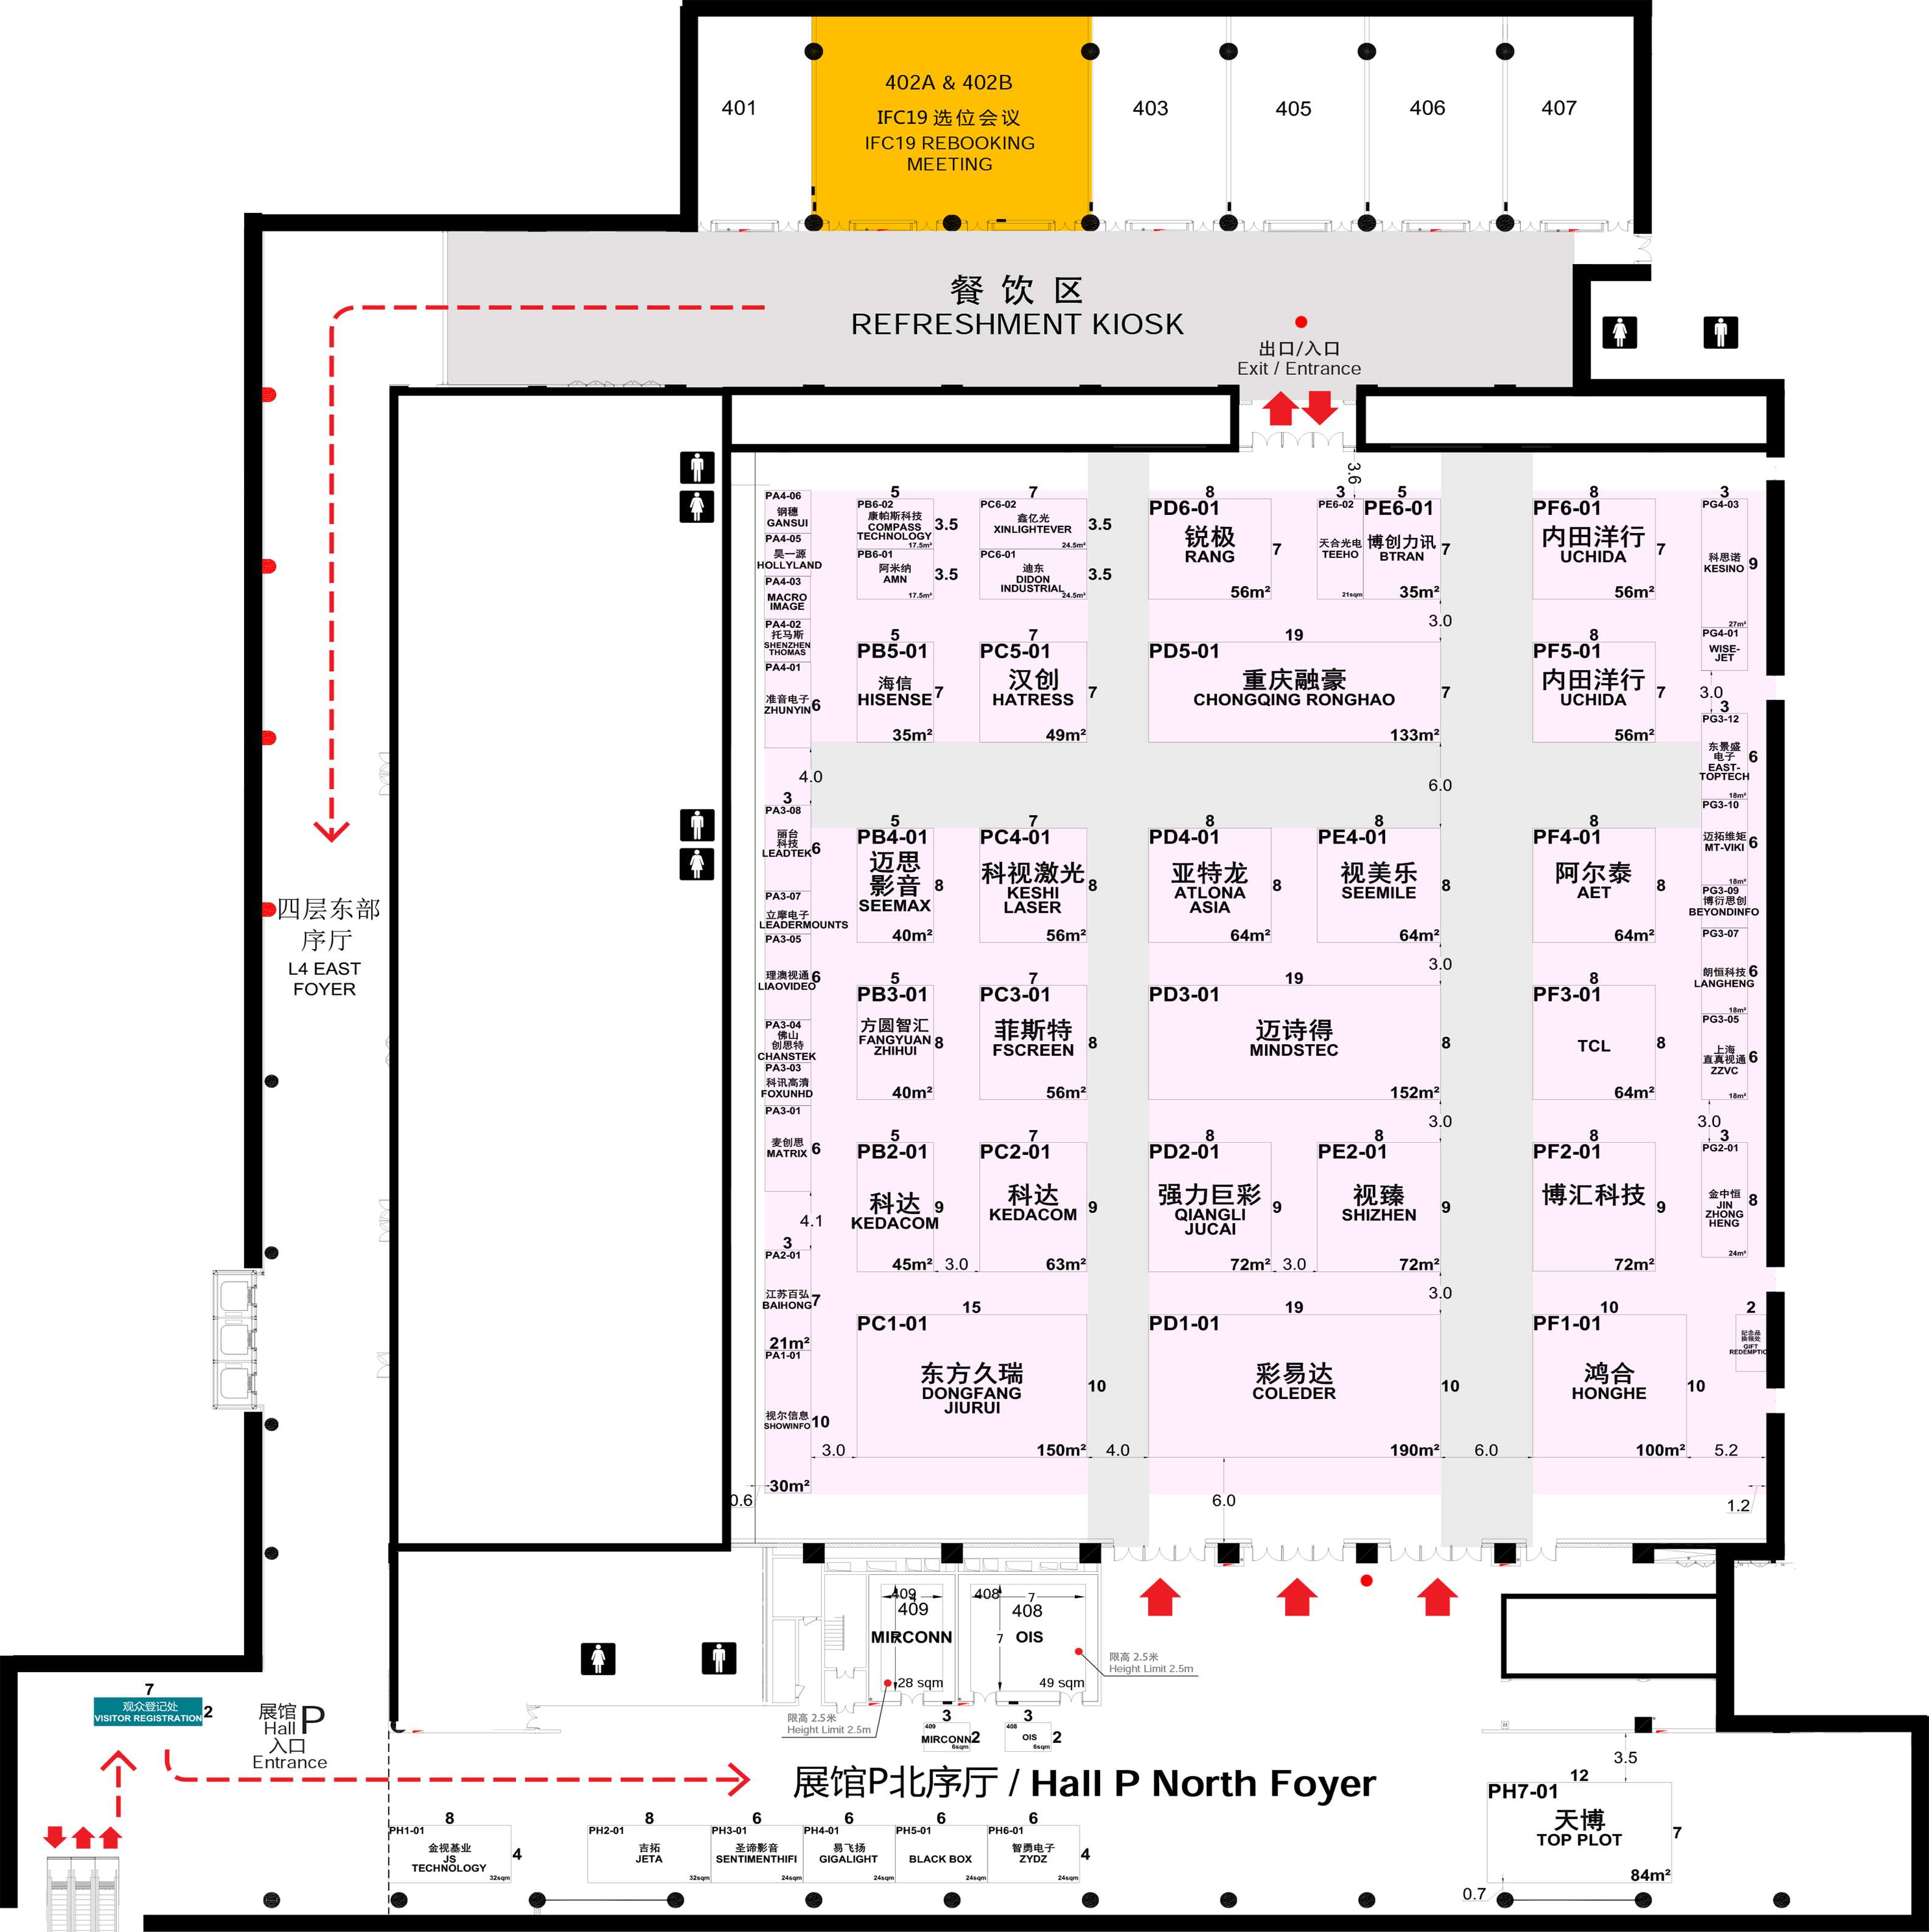 401
402A & 402B
IFC19 选位会议
IFC19 REBOOKING
MEETING
403
405
406
407
餐 饮 区
REFRESHMENT KIOSK
出口/入口
Exit / Entrance
3.6
PA4-06
钢穗
GANSUI
PA4-05
昊一源
HOLLYLAND
PA4-03
MACRO
IMAGE
PA4-02
托马斯
SHENZHEN
THOMAS
PA4-01
准音电子
ZHUNYIN
6
5
PB6-02
康帕斯科技
COMPASS
TECHNOLOGY
17.5m²
3.5
PB6-01
阿米纳
AMN
17.5m²
3.5
7
PC6-02
鑫亿光
XINLIGHTEVER
24.5m²
3.5
PC6-01
迪东
DIDON
INDUSTRIAL
24.5m²
3.5
8
PD6-01
锐极
RANG
56m²
7
3
PE6-02
天合光电
TEEHO
21sqm
5
PE6-01
博创力讯
BTRAN
35m²
7
8
PF6-01
内田洋行
UCHIDA
56m²
7
3
PG4-03
科思诺
KESINO
9
27m²
PG4-01
WISE-
JET
3.0
3.0
5
PB5-01
海信
HISENSE
35m²
7
7
PC5-01
汉创
HATRESS
49m²
7
19
PD5-01
重庆融豪
CHONGQING RONGHAO
133m²
7
8
PF5-01
内田洋行
UCHIDA
56m²
7
3
PG3-12
东景盛
电子
EAST-
TOPTECH
6
18m²
PG3-10
迈拓维矩
MT-VIKI
6
18m²
PG3-09
博衍思创
BEYONDINFO
PG3-07
朗恒科技
LANGHENG
6
18m²
PG3-05
上海
直真视通
ZZVC
6
18m²
3.0
4.0
6.0
3
PA3-08
丽台
科技
LEADTEK
6
PA3-07
立摩电子
LEADERMOUNTS
PA3-05
理澳视通
LIAOVIDEO
6
PA3-04
佛山
创思特
CHANSTEK
PA3-03
科讯高清
FOXUNHD
PA3-01
麦创思
MATRIX
6
5
PB4-01
迈思
影音
SEEMAX
40m²
8
7
PC4-01
科视激光
KESHI
LASER
56m²
8
8
PD4-01
亚特龙
ATLONA
ASIA
64m²
8
8
PE4-01
视美乐
SEEMILE
64m²
8
8
PF4-01
阿尔泰
AET
64m²
8
3.0
四层东部
序厅
L4 EAST
FOYER
5
PB3-01
方圆智汇
FANGYUAN
ZHIHUI
40m²
8
7
PC3-01
菲斯特
FSCREEN
56m²
8
19
PD3-01
迈诗得
MINDSTEC
152m²
8
8
PF3-01
TCL
64m²
8
3.0
5
PB2-01
科达
KEDACOM
45m²
9
3.0
7
PC2-01
科达
KEDACOM
63m²
9
8
PD2-01
强力巨彩
QIANGLI
JUCAI
72m²
9
3.0
8
PE2-01
视臻
SHIZHEN
72m²
9
8
PF2-01
博汇科技
72m²
9
3
PG2-01
金中恒
JIN
ZHONG
HENG
8
24m²
4.1
3
PA2-01
江苏百弘
BAIHONG
7
21m²
PA1-01
视尔信息
SHOWINFO
10
30m²
3.0
15
PC1-01
东方久瑞
DONGFANG
JIURUI
150m²
10
4.0
19
PD1-01
彩易达
COLEDER
190m²
10
3.0
6.0
10
PF1-01
鸿合
HONGHE
100m²
10
5.2
2
纪念品
换领处
GIFT
REDEMPTIO
0.6
6.0
1.2
409
4
409
MIRCONN
7
28 sqm
408
7
408
OIS
7
49 sqm
限高 2.5米
Height Limit 2.5m
限高 2.5米
Height Limit 2.5m
3
409
MIRCONN
6sqm
2
3
408
OIS
6sqm
2
7
观众登记处
VISITOR REGISTRATION
2
展馆
Hall P
入口
Entrance
展馆P北序厅 / Hall P North Foyer
8
PH1-01
金视基业
JS
TECHNOLOGY
32sqm
4
8
PH2-01
吉拓
JETA
32sqm
6
PH3-01
圣谛影音
SENTIMENTHIFI
24sqm
6
PH4-01
易飞扬
GIGALIGHT
24sqm
6
PH5-01
BLACK BOX
24sqm
6
PH6-01
智勇电子
ZYDZ
24sqm
4
3.5
12
PH7-01
天博
TOP PLOT
84m²
7
0.7